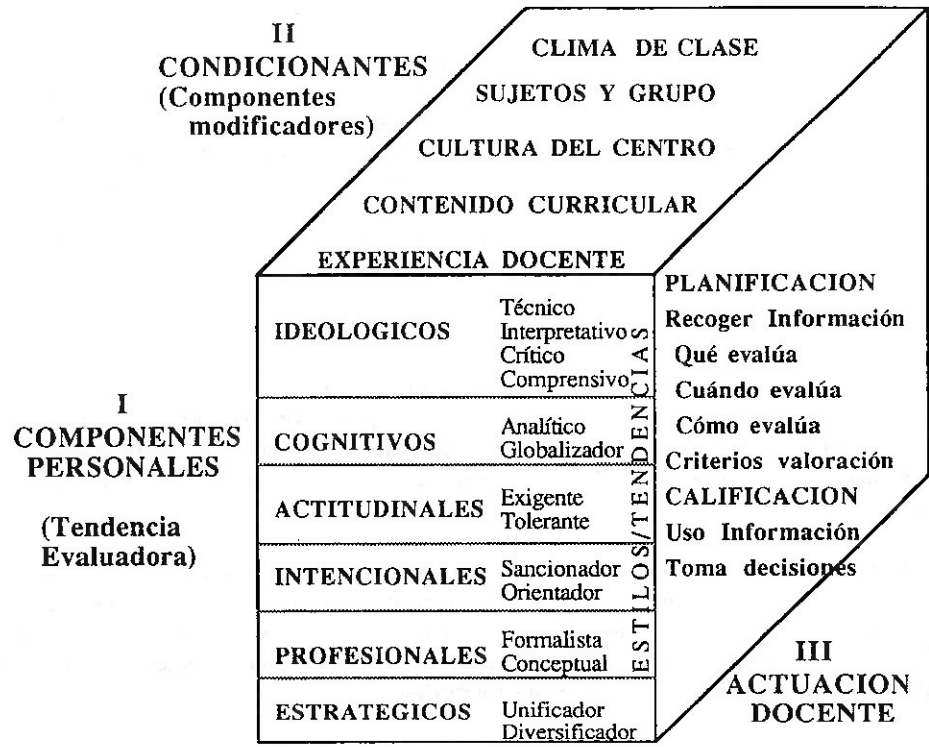 II
CONDICIONANTES
(Componentes
modificadores)
CLIMA DE CLASE
SUJETOS Y GRUPO
CULTURA DEL CENTRO
CONTENIDO CURRICULAR
EXPERIENCIA DOCENTE
I
COMPONENTES
PERSONALES
(Tendencia
Evaluadora)
IDEOLOGICOS
Técnico
Interpretativo
Crítico
Comprensivo
COGNITIVOS
Analítico
Globalizador
ACTITUDINALES
Exigente
Tolerante
INTENCIONALES
Sancionador
Orientador
PROFESIONALES
Formalista
Conceptual
ESTRATEGICOS
Unificador
Diversificador
ESTILOS/TENDENCIAS
PLANIFICACION
Recoger Información
Qué evalúa
Cuándo evalúa
Cómo evalúa
Criterios valoración
CALIFICACION
Uso Información
Toma decisiones
III
ACTUACION
DOCENTE